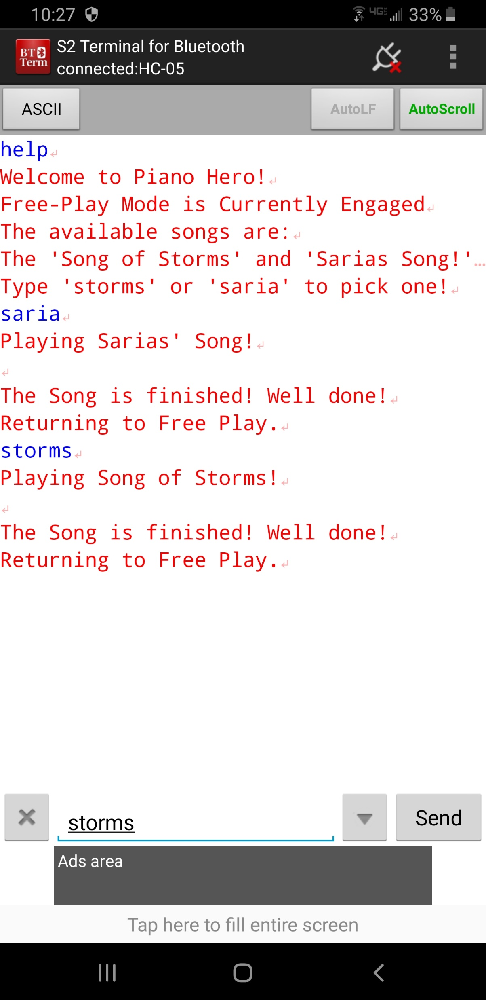 10:27 4GE 33%
BT
Term
S2 Terminal for Bluetooth
connected:HC-05
ASCII AutoLF AutoScroll
help
Welcome to Piano Hero!
Free-Play Mode is Currently Engaged
The available songs are:
The 'Song of Storms' and 'Sarias Song!'…
Type 'storms' or 'saria' to pick one!
saria
Playing Sarias' Song!
The Song is finished! Well done!
Returning to Free Play.
storms
Playing Song of Storms!
The Song is finished! Well done!
Returning to Free Play.
storms Send
Ads area
Tap here to fill entire screen